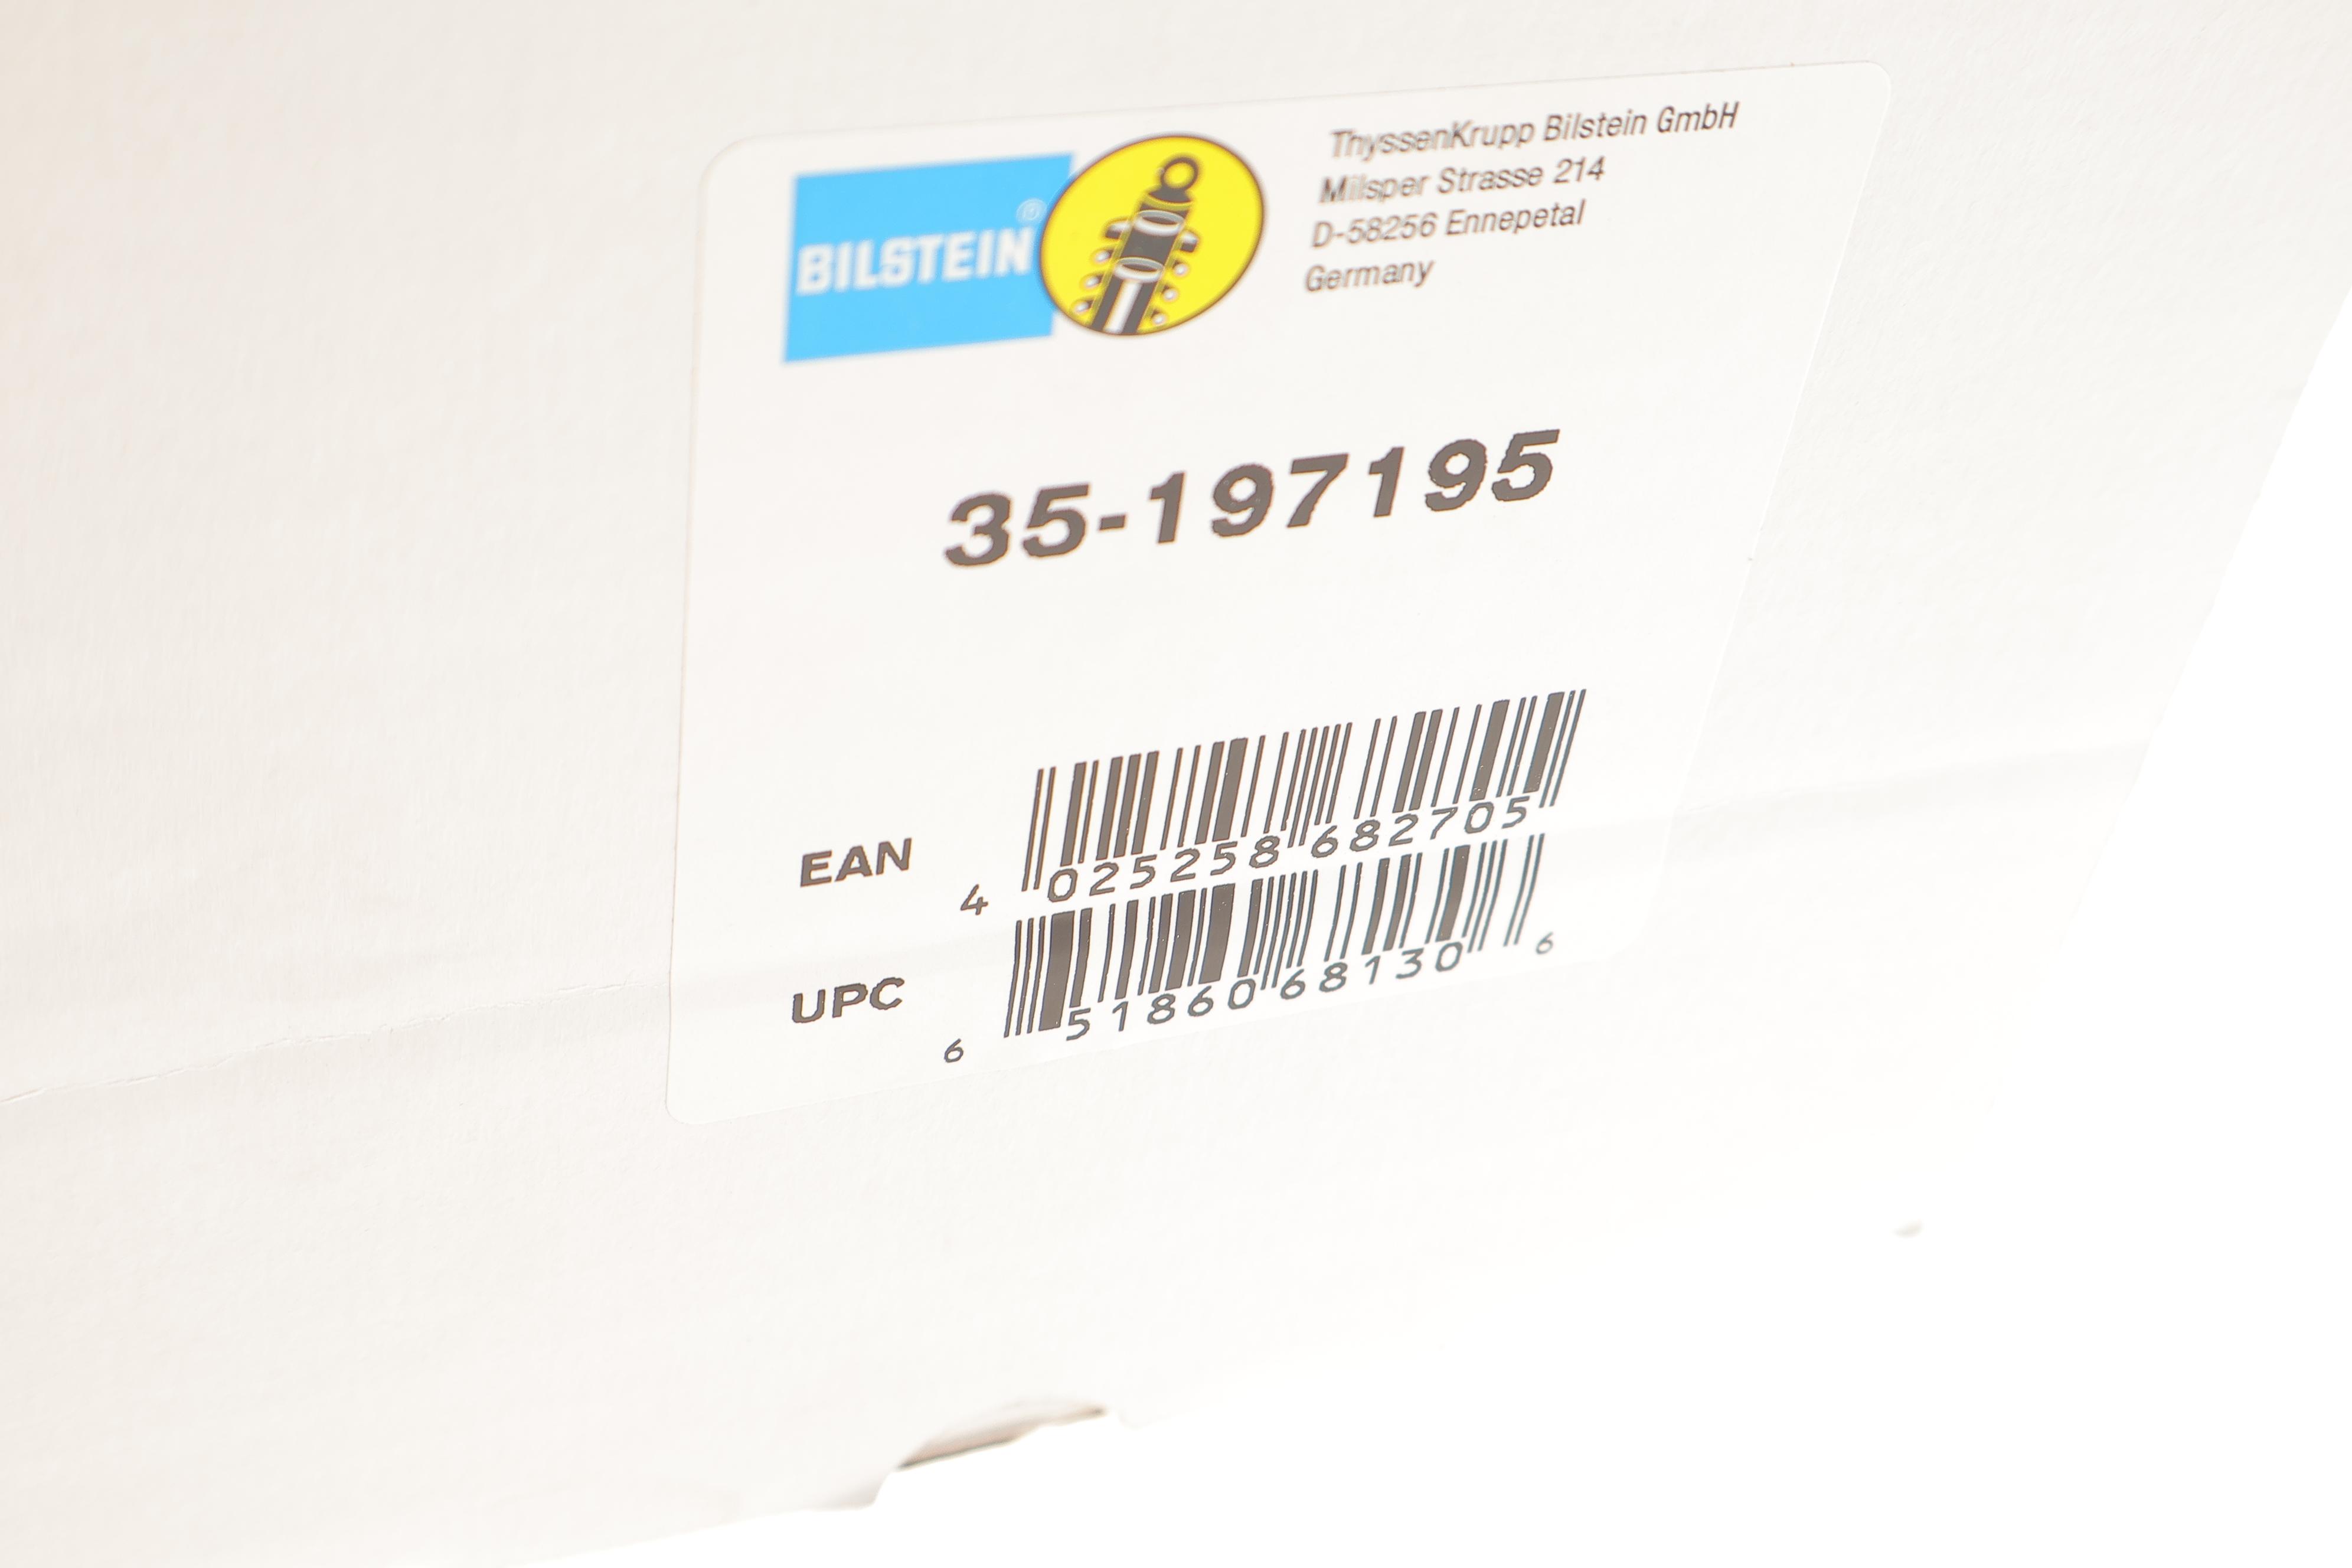 BILSTEIN®
ThyssenKrupp Bilstein GmbH
Milsper Strasse 214
D-58256 Ennepetal
Germany
35-197195
EAN
4 025258 682705
UPC
6 51860 68130 6